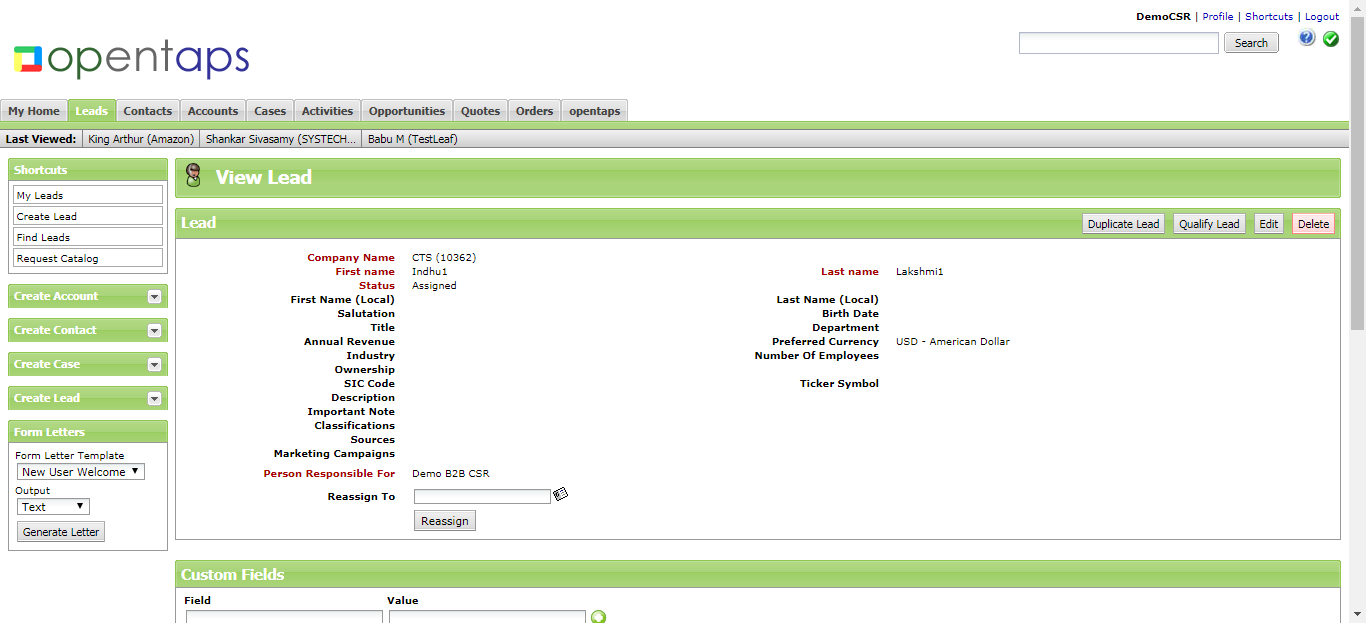 DemoCSR | Profile | Shortcuts | Logout
opentaps
Search
My Home Leads Contacts Accounts Cases Activities Opportunities Quotes Orders opentaps
Last Viewed: King Arthur (Amazon) Shankar Sivasamy (SYSTECH... Babu M (TestLeaf)
Shortcuts
My Leads
Create Lead
Find Leads
Request Catalog
Create Account
Create Contact
Create Case
Create Lead
Form Letters
Form Letter Template
New User Welcome
Output
Text
Generate Letter
View Lead
Lead Duplicate Lead Qualify Lead Edit Delete
Company Name CTS (10362)
First name Indhu1 Last name Lakshmi1
Status Assigned
First Name (Local) Last Name (Local)
Salutation Birth Date
Title Department
Annual Revenue Preferred Currency USD - American Dollar
Industry Number Of Employees
Ownership
SIC Code Ticker Symbol
Description
Important Note
Classifications
Sources
Marketing Campaigns
Person Responsible For Demo B2B CSR
Reassign To
Reassign
Custom Fields
Field Value